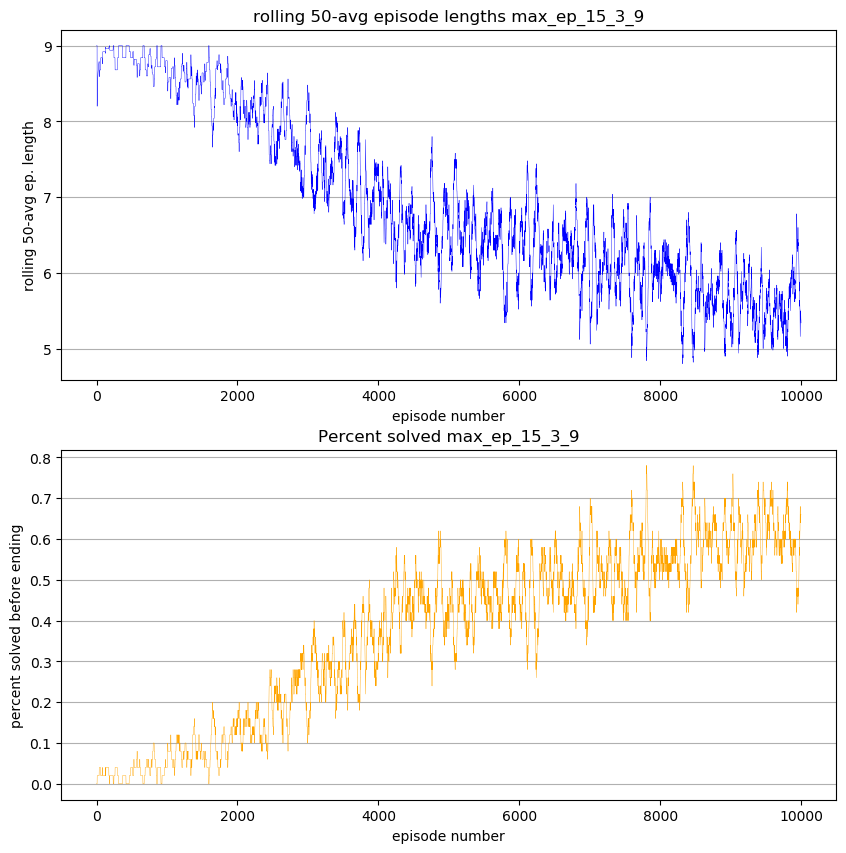 rolling 50-avg episode lengths max_ep_15_3_9
rolling 50-avg ep. length
9
8
7
6
5
0 2000 4000 6000 8000 10000
episode number
Percent solved max_ep_15_3_9
percent solved before ending
0.8
0.7
0.6
0.5
0.4
0.3
0.2
0.1
0.0
0 2000 4000 6000 8000 10000
episode number